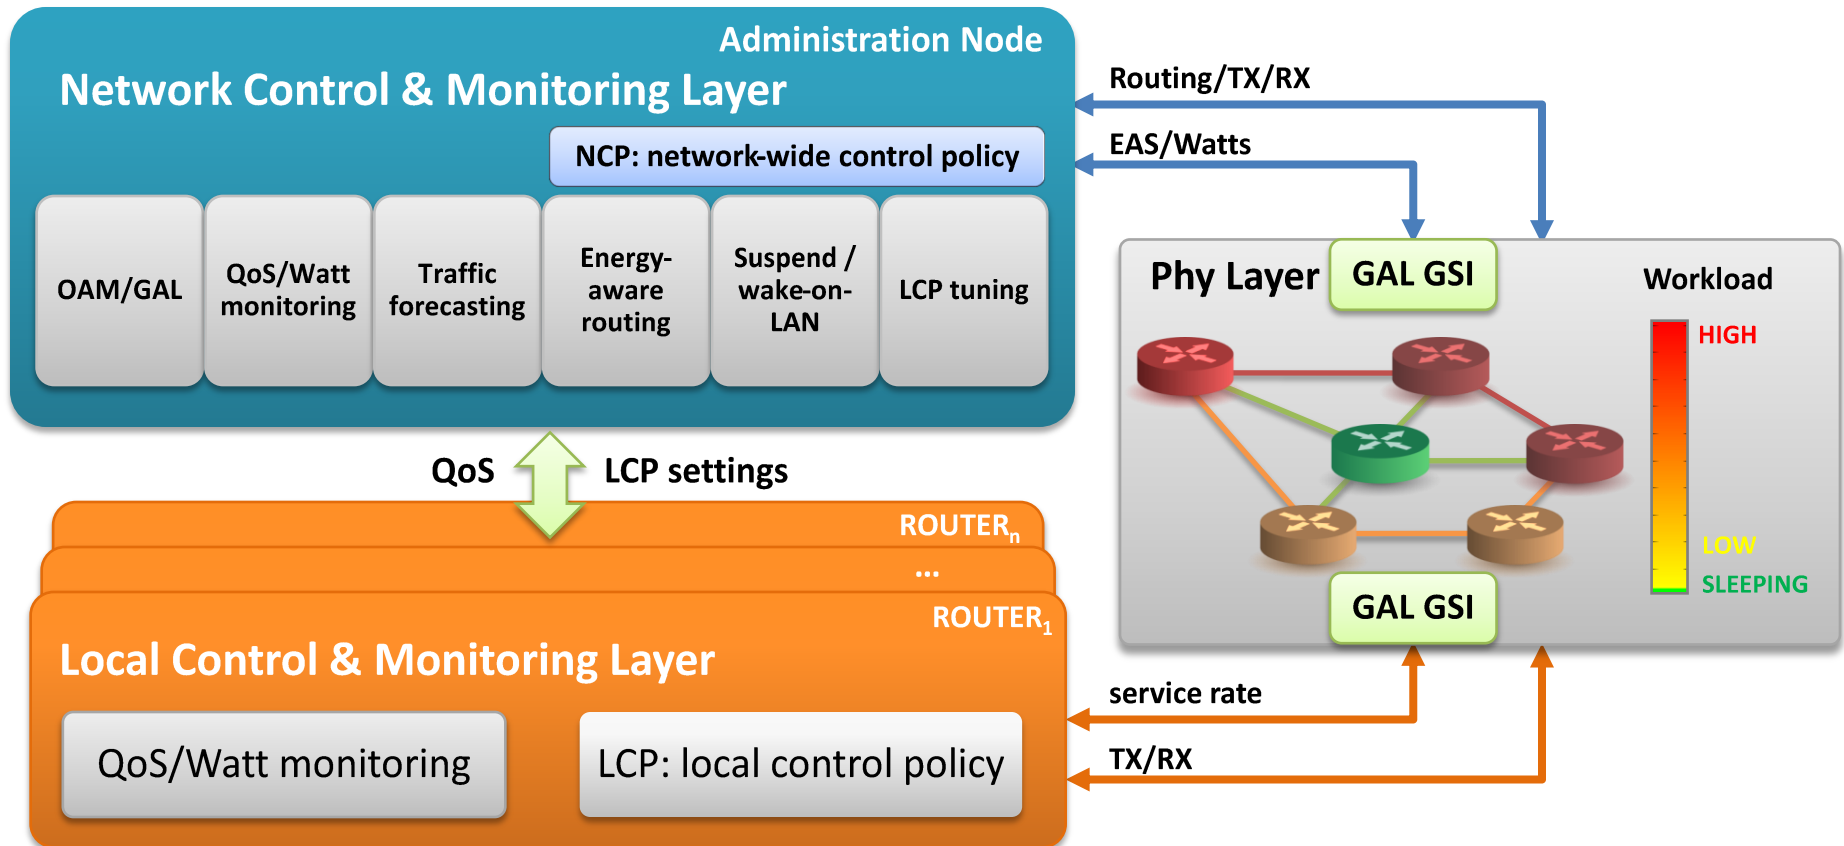 Administration Node
Network Control & Monitoring Layer
NCP: network-wide control policy
OAM/GAL
QoS/Watt
monitoring
Traffic
forecasting
Energy-
aware
routing
Suspend /
wake-on-
LAN
LCP tuning
Routing/TX/RX
EAS/Watts
Phy Layer
GAL GSI
Workload
HIGH
LOW
SLEEPING
GAL GSI
QoS
LCP settings
ROUTERn
...
ROUTER1
Local Control & Monitoring Layer
QoS/Watt monitoring
LCP: local control policy
service rate
TX/RX